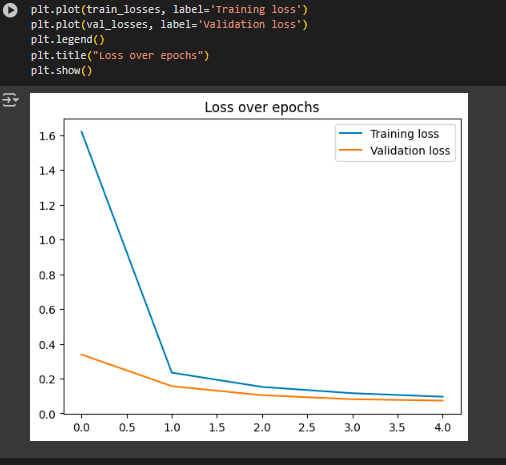 plt.plot(train_losses, label='Training loss')
plt.plot(val_losses, label='Validation loss')
plt.legend()
plt.title("Loss over epochs")
plt.show()
Loss over epochs
Training loss
Validation loss
1.6
1.4
1.2
1.0
0.8
0.6
0.4
0.2
0.0
0.0 0.5 1.0 1.5 2.0 2.5 3.0 3.5 4.0